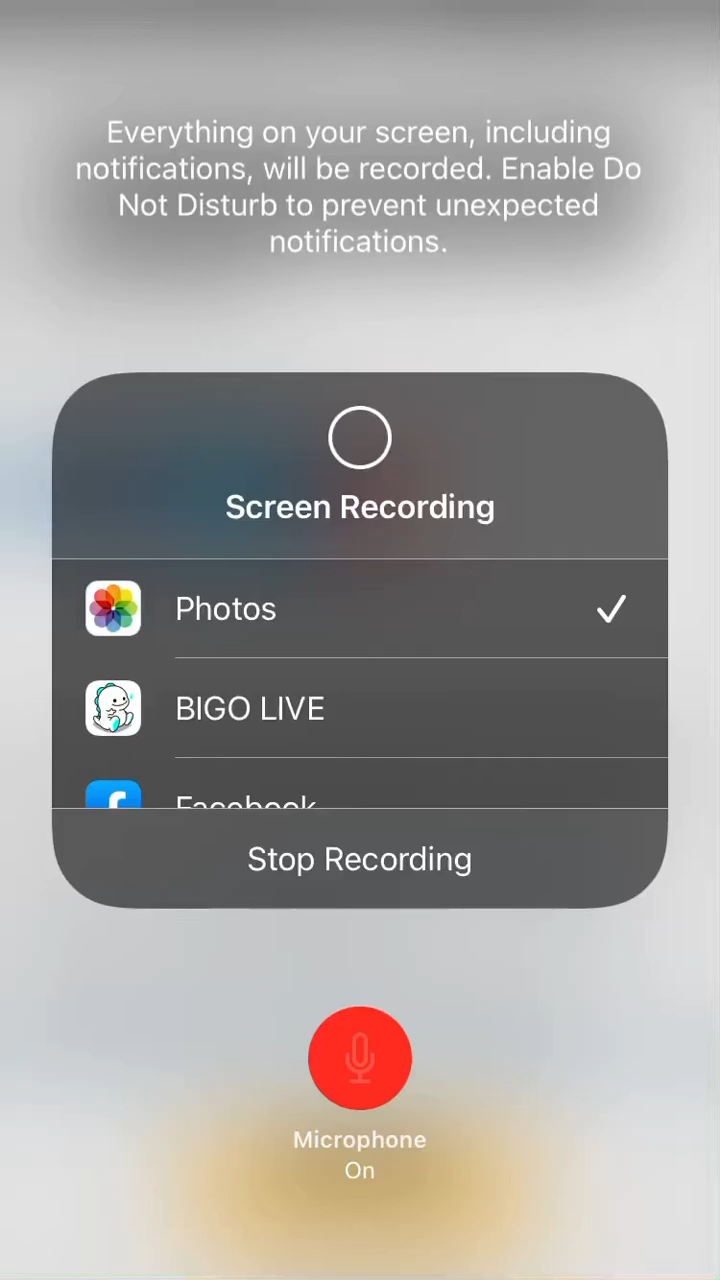 Everything on your screen, including
notifications, will be recorded. Enable Do
Not Disturb to prevent unexpected
notifications.
Screen Recording
Photos
BIGO LIVE
Facebook
Stop Recording
Microphone
On